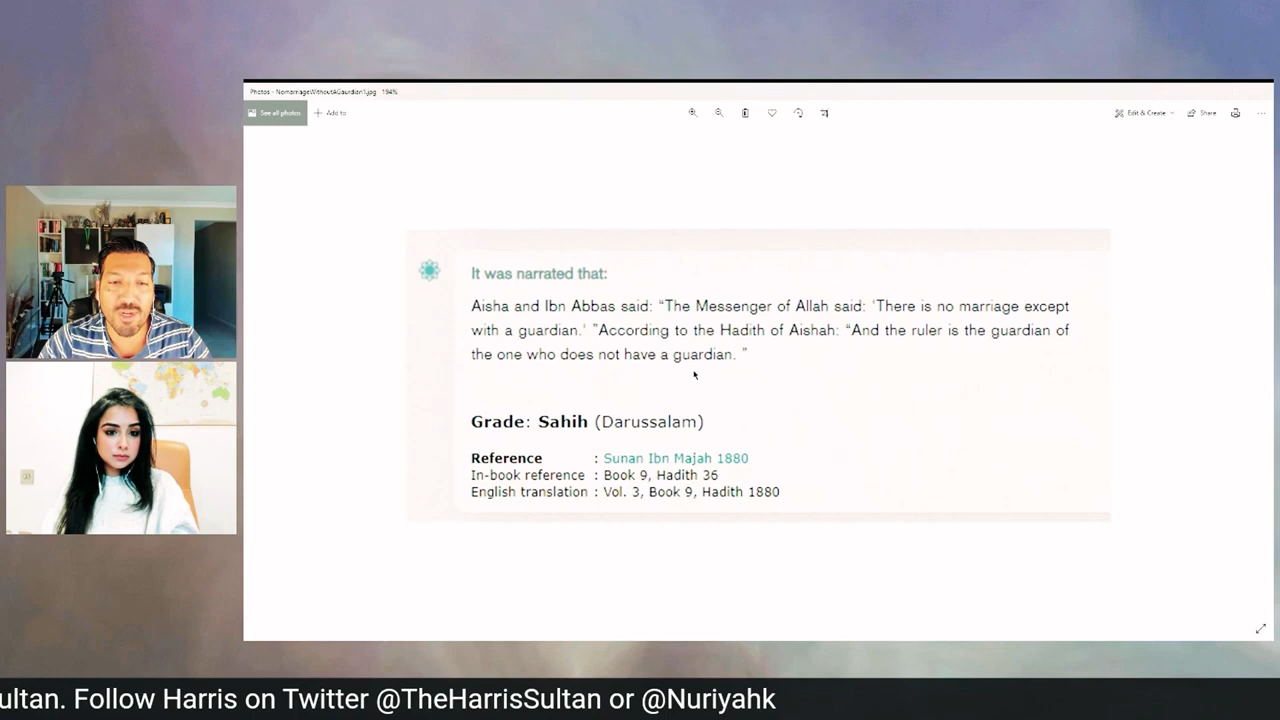 Photos - NomarriageWithoutAGaurdian1.jpg 194%
See all photos
Add to
Edit & Create
Share
It was narrated that:
Aisha and Ibn Abbas said: “The Messenger of Allah said: 'There is no marriage except
with a guardian.' ”According to the Hadith of Aishah: “And the ruler is the guardian of
the one who does not have a guardian. ”
Grade: Sahih (Darussalam)
Reference : Sunan Ibn Majah 1880
In-book reference : Book 9, Hadith 36
English translation : Vol. 3, Book 9, Hadith 1880
ultan. Follow Harris on Twitter @TheHarrisSultan or @Nuriyahk